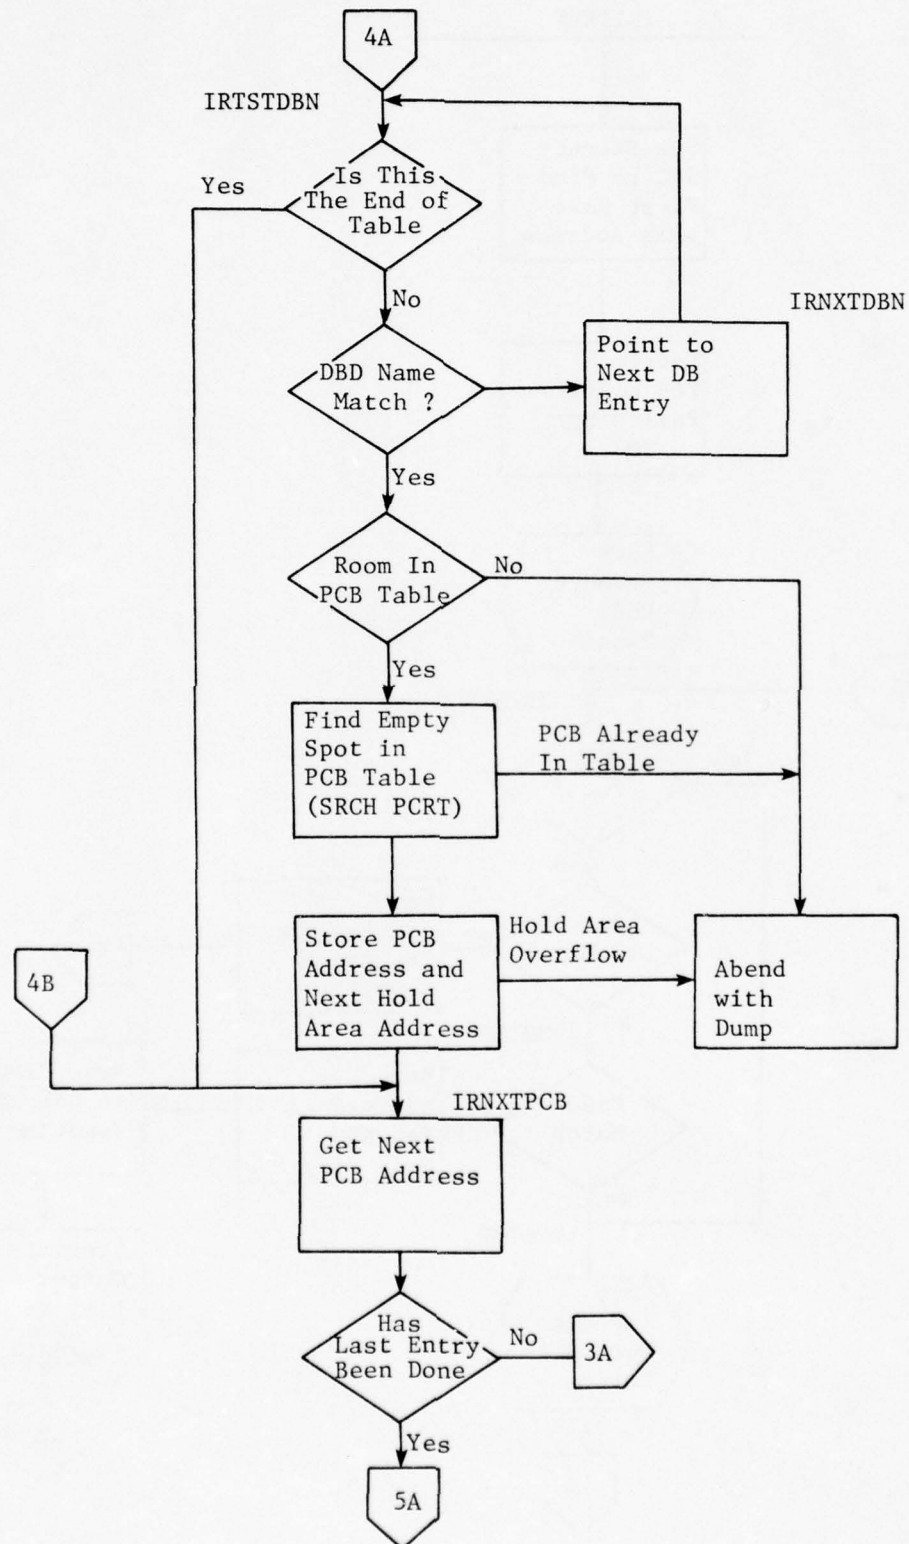 4A
IRTSTDBN
Is This
The End of
Table
Yes
No
IRNXTDBN
DBD Name
Match ?
Point to
Next DB
Entry
Yes
Room In
PCB Table
No
Yes
Find Empty
Spot in
PCB Table
(SRCH PCRT)
PCB Already
In Table
Store PCB
Address and
Next Hold
Area Address
Hold Area
Overflow
Abend
with
Dump
4B
IRNXTPCB
Get Next
PCB Address
Has
Last Entry
Been Done
No
3A
Yes
5A